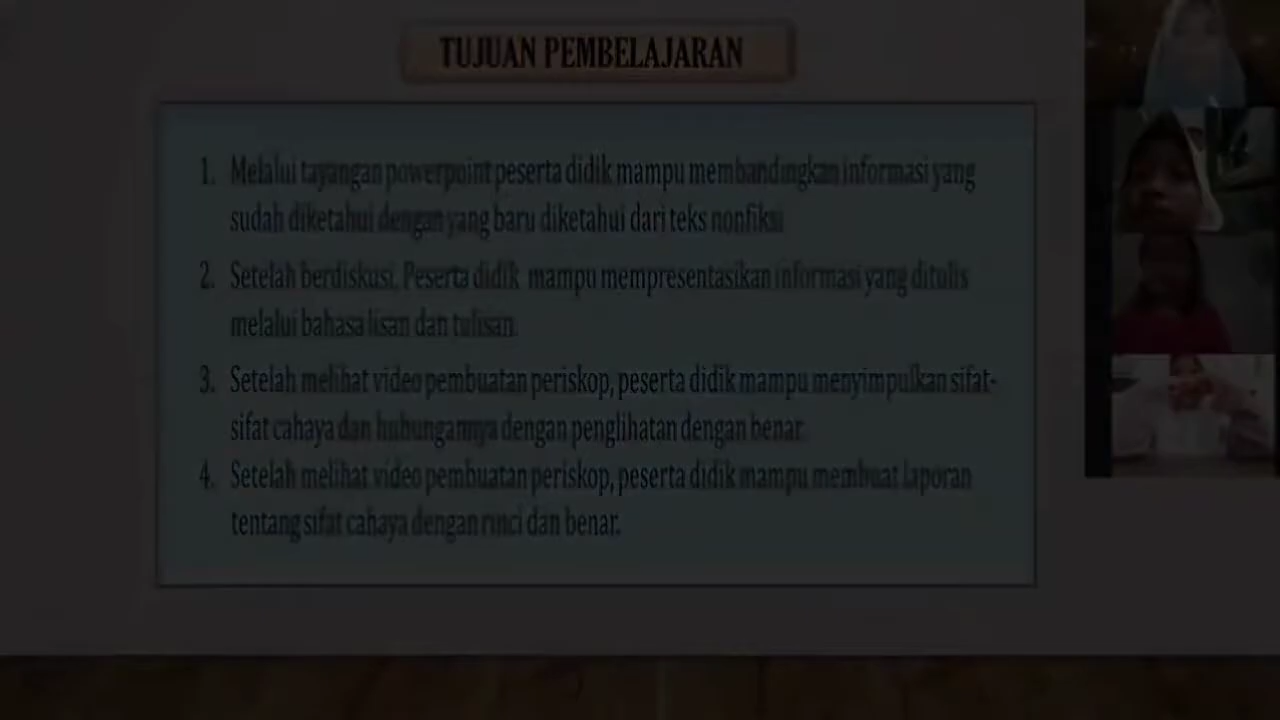 TUJUAN PEMBELAJARAN
1. Melalui tayangan powerpoint peserta didik mampu membandingkan informasi yang
sudah diketahui dengan yang baru diketahui dari teks nonfiksi
2. Setelah berdiskusi, Peserta didik mampu mempresentasikan informasi yang ditulis
melalui bahasa lisan dan tulisan.
3. Setelah melihat video pembuatan periskop, peserta didik mampu menyimpulkan sifat-
sifat cahaya dan hubungannya dengan penglihatan dengan benar.
4. Setelah melihat video pembuatan periskop, peserta didik mampu membuat laporan
tentang sifat cahaya dengan rinci dan benar.